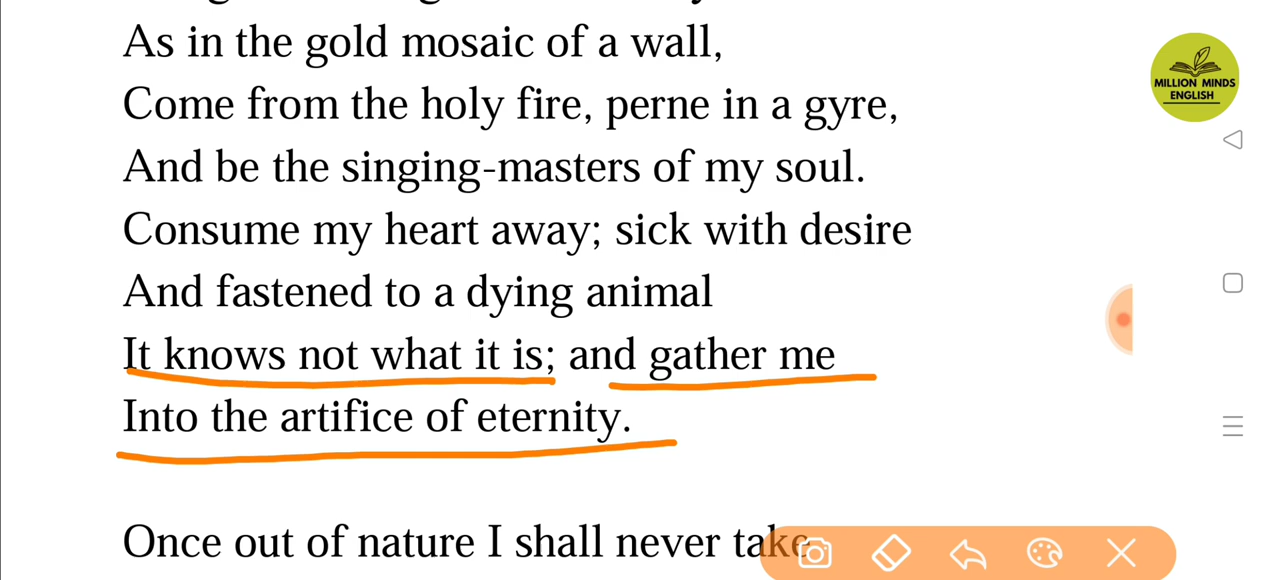 As in the gold mosaic of a wall,
Come from the holy fire, perne in a gyre,
And be the singing-masters of my soul.
Consume my heart away; sick with desire
And fastened to a dying animal
It knows not what it is; and gather me
Into the artifice of eternity.
Once out of nature I shall never take
MILLION MINDS
ENGLISH